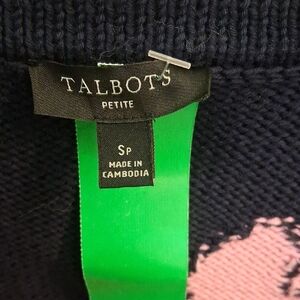 TALBOTS
PETITE
SP
MADE IN
CAMBODIA